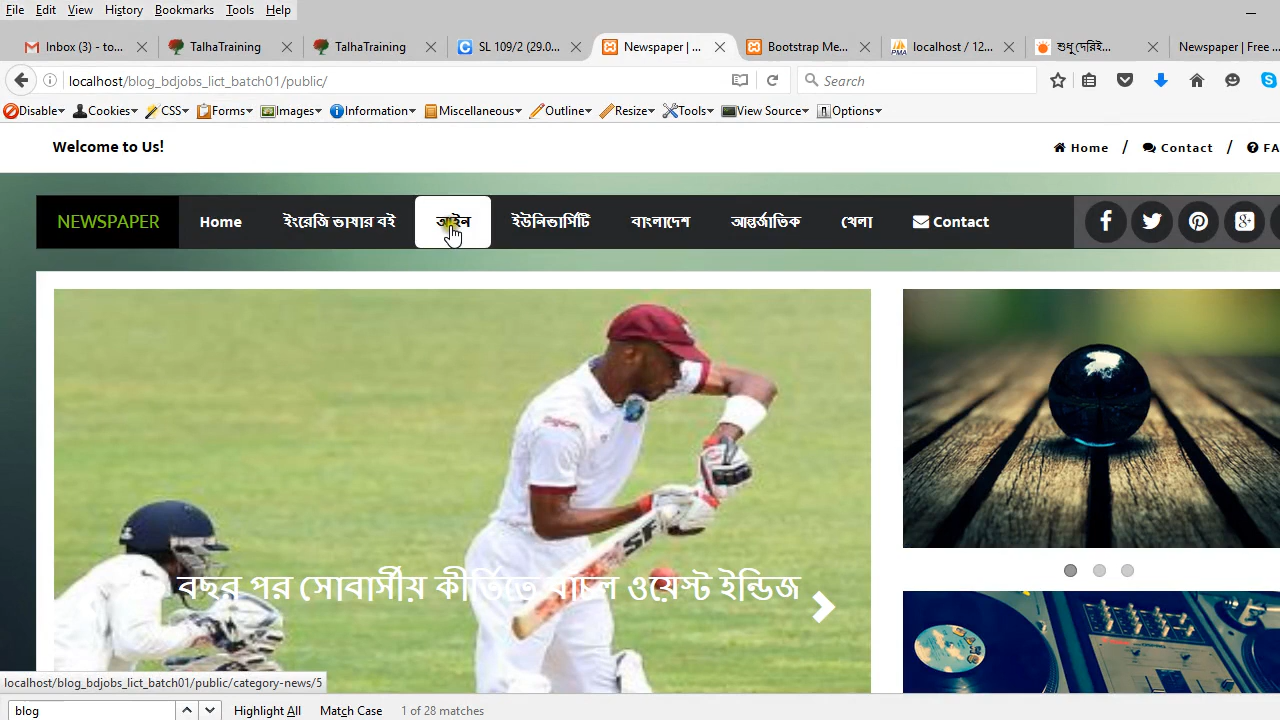 File Edit View History Bookmarks Tools Help
Inbox (3) - to... TalhaTraining TalhaTraining SL 109/2 (29.0... Newspaper | ... Bootstrap Me... localhost / 12... শুধু দেরিই... Newspaper | Free ...
localhost/blog_bdjobs_lict_batch01/public/ Search
Disable Cookies CSS Forms Images Information Miscellaneous Outline Resize Tools View Source Options
Welcome to Us! Home / Contact / FA
NEWSPAPER Home ইংরেজি ভাষার বই আইন ইউনিভার্সিটি বাংলাদেশ আন্তর্জাতিক খেলা Contact
বছর পর সোবার্সীয় কীর্তিতে ওয়েস্ট ইন্ডিজ
localhost/blog_bdjobs_lict_batch01/public/category-news/5
blog Highlight All Match Case 1 of 28 matches